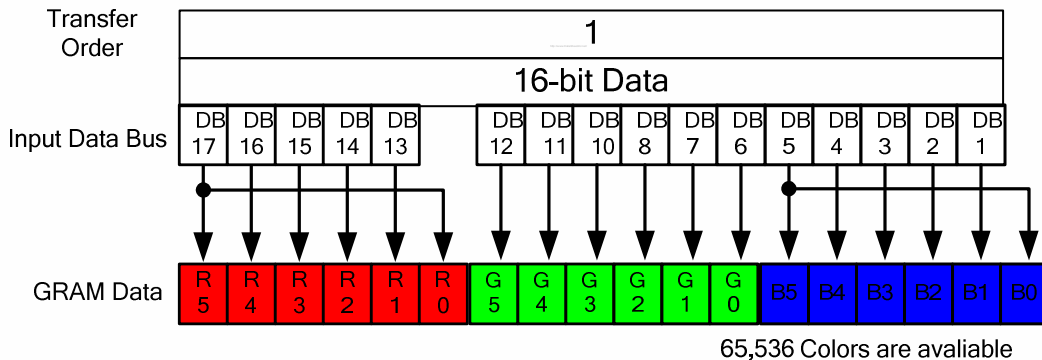 Transfer Order
1
16-bit Data
Input Data Bus
DB 17 DB 16 DB 15 DB 14 DB 13 DB 12 DB 11 DB 10 DB 9 DB 8 DB 7 DB 6 DB 5 DB 4 DB 3 DB 2 DB 1
GRAM Data
R 5 R 4 R 3 R 2 R 1 R 0 G 5 G 4 G 3 G 2 G 1 G 0 B5 B4 B3 B2 B1 B0
65,536 Colors are avaliable